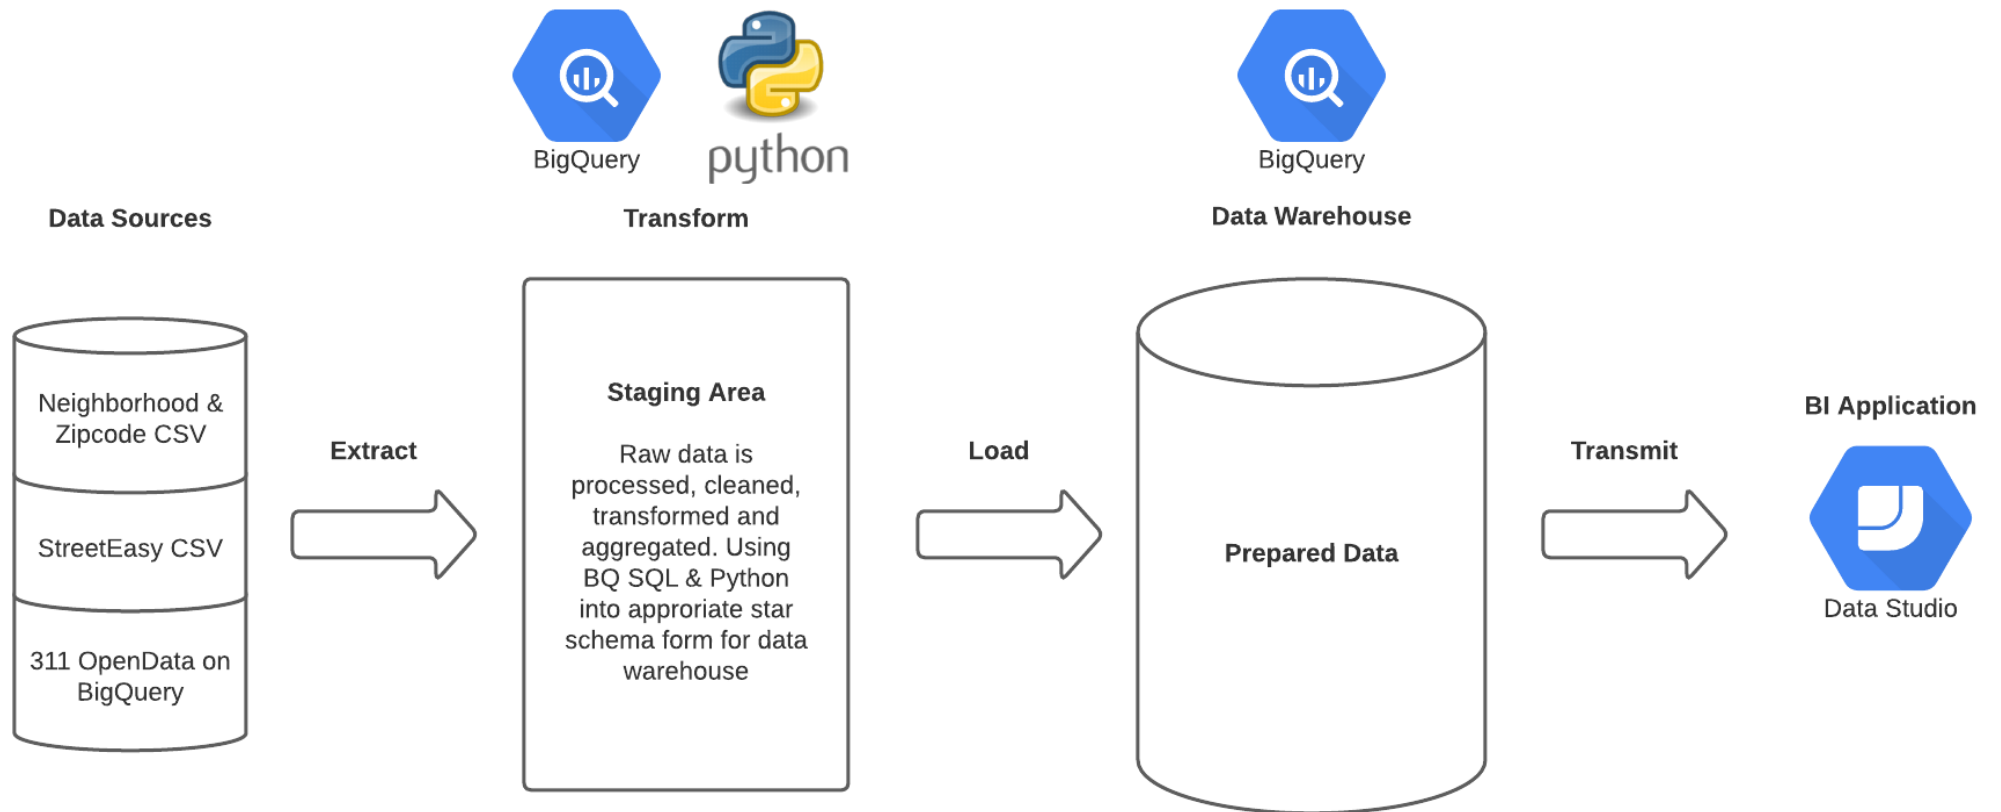 BigQuery
python
BigQuery
Data Sources
Transform
Data Warehouse
Neighborhood &
Zipcode CSV
StreetEasy CSV
311 OpenData on
BigQuery
Extract
Staging Area
Raw data is
processed, cleaned,
transformed and
aggregated. Using
BQ SQL & Python
into approriate star
schema form for data
warehouse
Load
Prepared Data
Transmit
BI Application
Data Studio